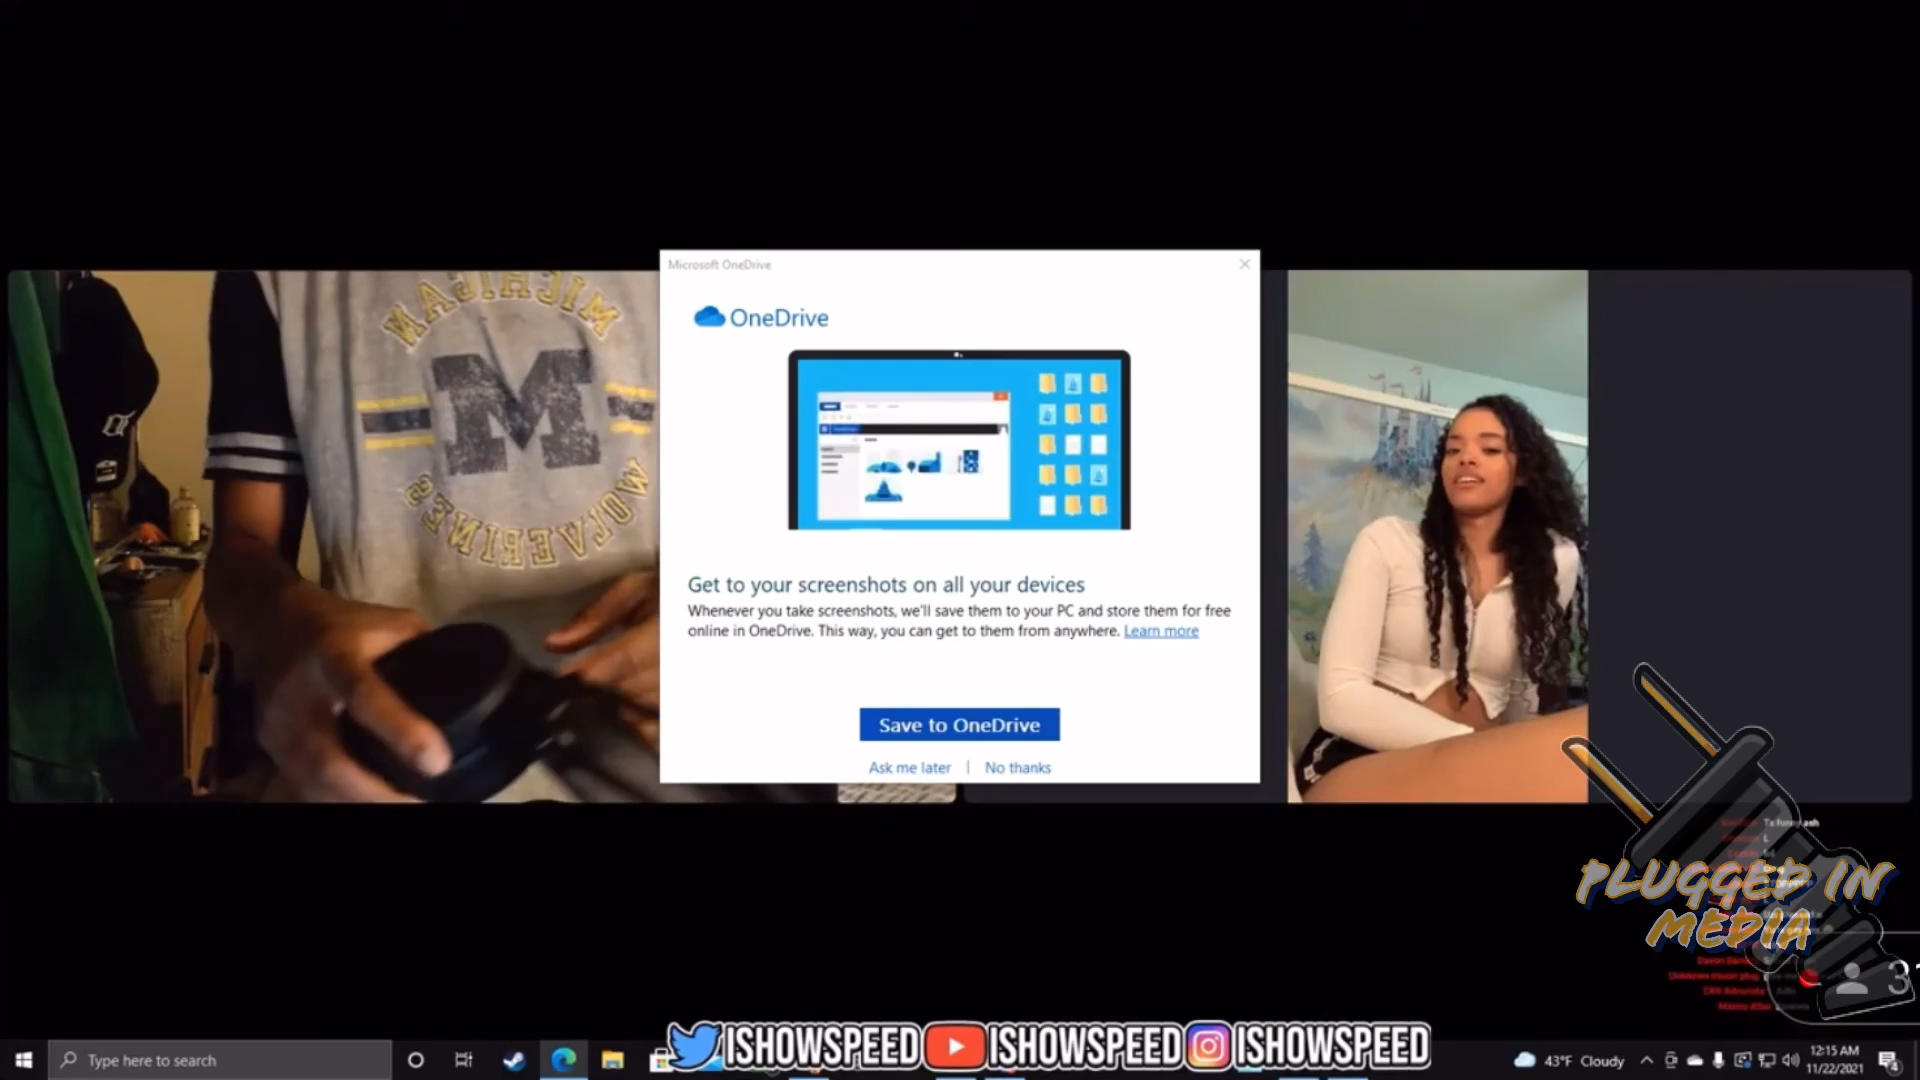 Microsoft OneDrive
OneDrive
Get to your screenshots on all your devices
Whenever you take screenshots, we'll save them to your PC and store them for free
online in OneDrive. This way, you can get to them from anywhere. Learn more
Save to OneDrive
Ask me later | No thanks
MICHIGAN
M
WOLVERINES
PLUGGED IN
MEDIA
ISHOWSPEED ISHOWSPEED ISHOWSPEED
Type here to search
43°F Cloudy
12:15 AM
11/22/2021
4